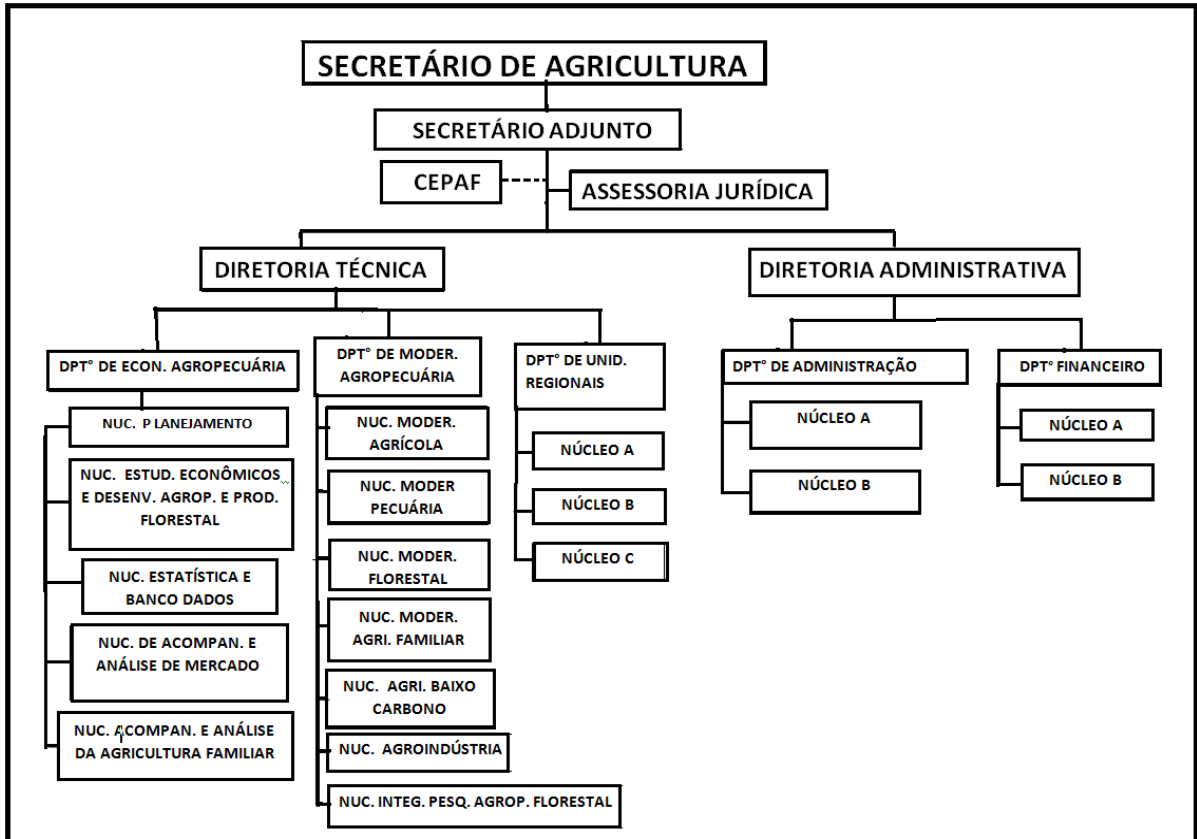 SECRETÁRIO DE AGRICULTURA
SECRETÁRIO ADJUNTO
CEPAF
ASSESSORIA JURÍDICA
DIRETORIA TÉCNICA
DIRETORIA ADMINISTRATIVA
DPT° DE ECON. AGROPECUÁRIA
NUC. P LANEJAMENTO
NUC. ESTUD. ECONÔMICOS
E DESENV. AGROP. E PROD.
FLORESTAL
NUC. ESTATÍSTICA E
BANCO DADOS
NUC. DE ACOMPAN. E
ANÁLISE DE MERCADO
NUC. ACOMPAN. E ANÁLISE
DA AGRICULTURA FAMILIAR
DPT° DE MODER.
AGROPECUÁRIA
NUC. MODER.
AGRÍCOLA
NUC. MODER
PECUÁRIA
NUC. MODER.
FLORESTAL
NUC. MODER.
AGRI. FAMILIAR
NUC. AGRI. BAIXO
CARBONO
NUC. AGROINDÚSTRIA
NUC. INTEG. PESQ. AGROP. FLORESTAL
DPT° DE UNID.
REGIONAIS
NÚCLEO A
NÚCLEO B
NÚCLEO C
DPT° DE ADMINISTRAÇÃO
NÚCLEO A
NÚCLEO B
DPT° FINANCEIRO
NÚCLEO A
NÚCLEO B